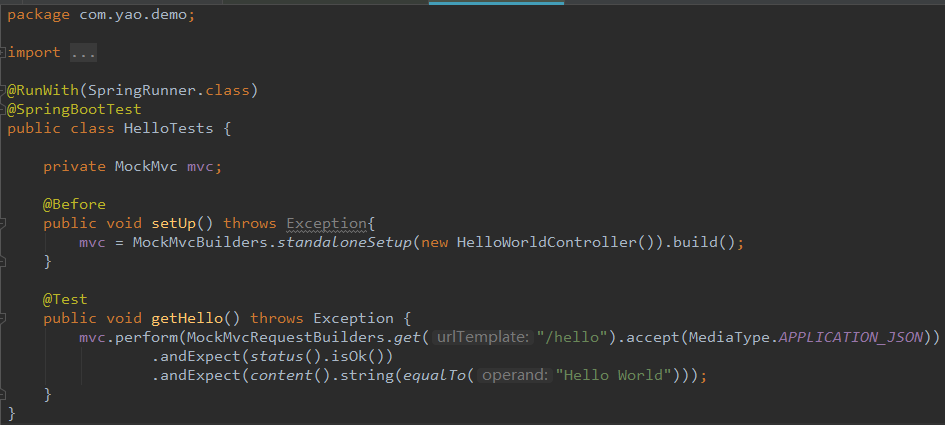 package com.yao.demo;
import ...
@RunWith(SpringRunner.class)
@SpringBootTest
public class HelloTests {
private MockMvc mvc;
@Before
public void setUp() throws Exception{
mvc = MockMvcBuilders.standaloneSetup(new HelloWorldController()).build();
}
@Test
public void getHello() throws Exception {
mvc.perform(MockMvcRequestBuilders.get( urlTemplate: "/hello").accept(MediaType.APPLICATION_JSON))
.andExpect(status().isOk())
.andExpect(content().string(equalTo( operand: "Hello World")));
}
}